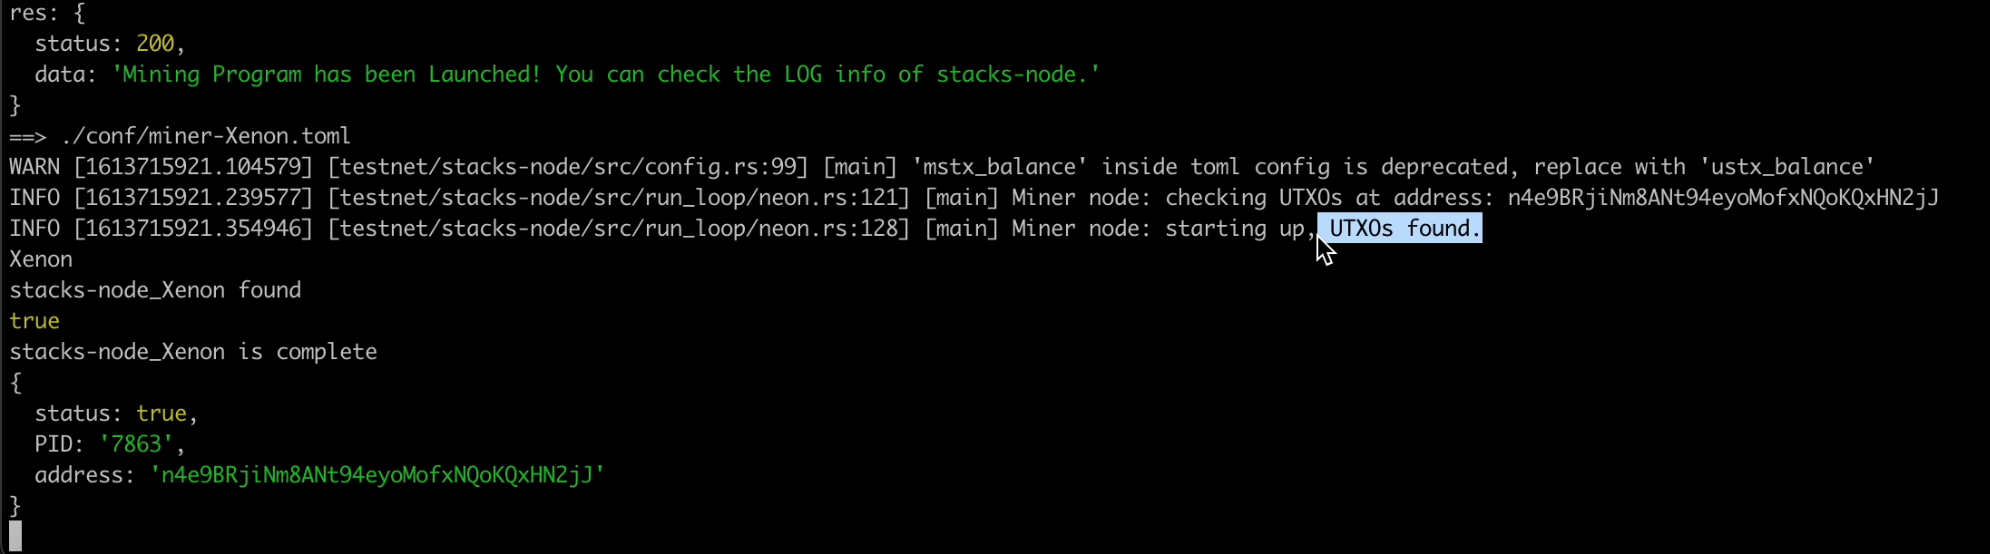 res: {
  status: 200,
  data: 'Mining Program has been Launched! You can check the LOG info of stacks-node.'
}
==> ./conf/miner-Xenon.toml
WARN [1613715921.104579] [testnet/stacks-node/src/config.rs:99] [main] 'mstx_balance' inside toml config is deprecated, replace with 'ustx_balance'
INFO [1613715921.239577] [testnet/stacks-node/src/run_loop/neon.rs:121] [main] Miner node: checking UTXOs at address: n4e9BRjiNm8ANt94eyoMofxNQoKQxHN2jJ
INFO [1613715921.354946] [testnet/stacks-node/src/run_loop/neon.rs:128] [main] Miner node: starting up, UTXOs found.
Xenon
stacks-node_Xenon found
true
stacks-node_Xenon is complete
{
  status: true,
  PID: '7863',
  address: 'n4e9BRjiNm8ANt94eyoMofxNQoKQxHN2jJ'
}